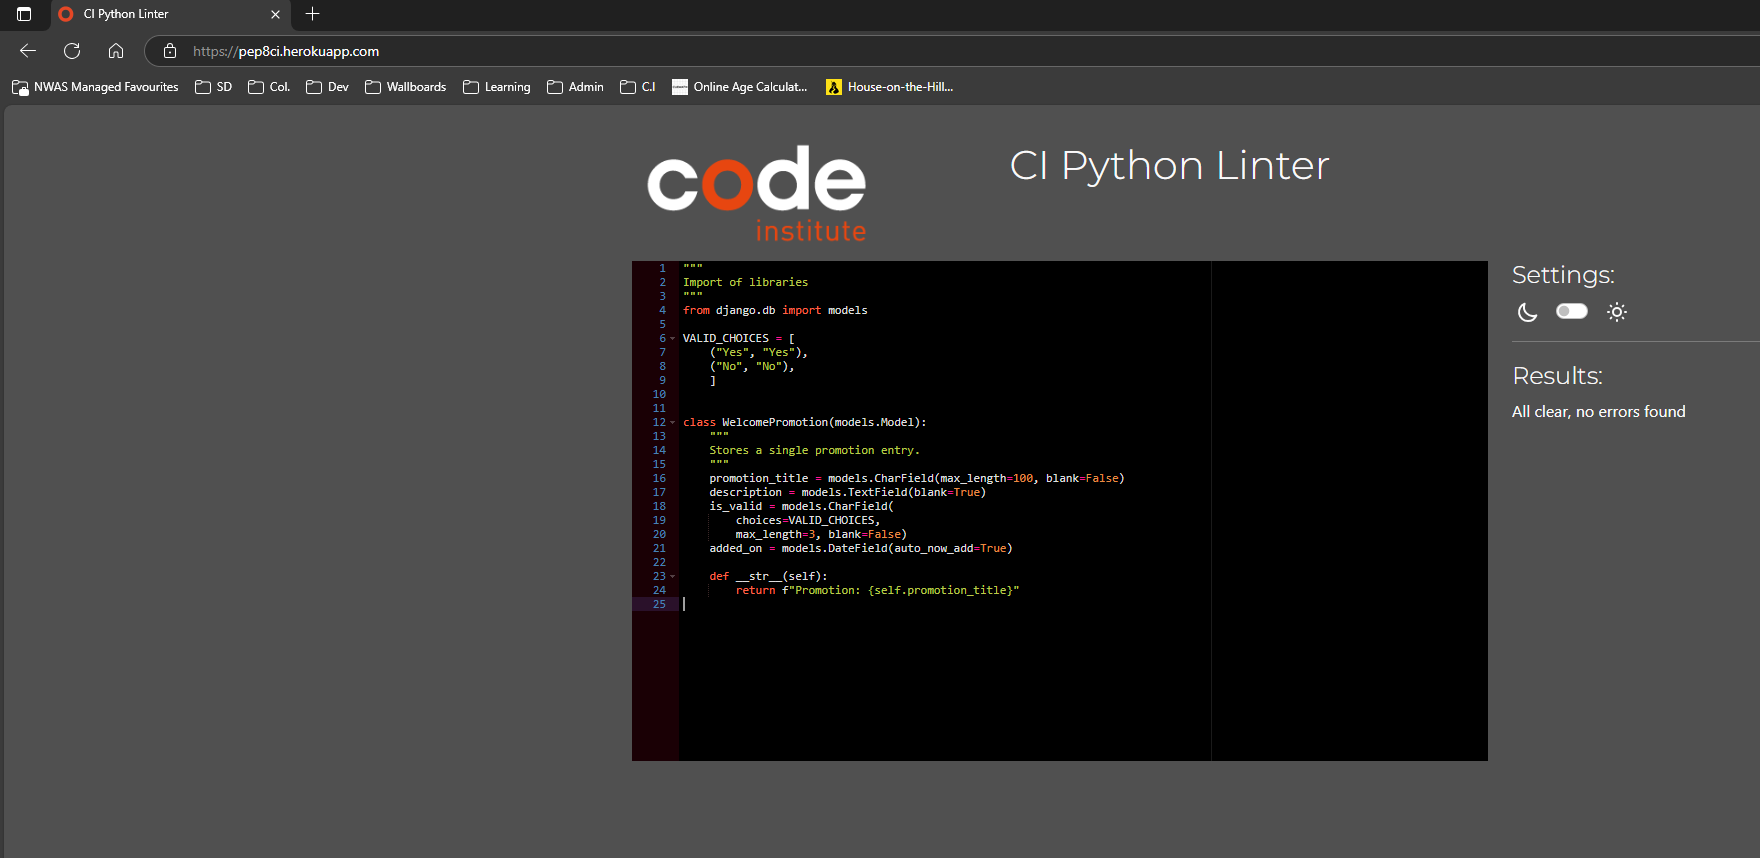 CI Python Linter
https://pep8ci.herokuapp.com
NWAS Managed Favourites SD Col. Dev Wallboards Learning Admin C.I Online Age Calculat... House-on-the-Hill...
code
institute
CI Python Linter
1 """
2 Import of libraries
3 """
4 from django.db import models
5
6 VALID_CHOICES = [
7     ("Yes", "Yes"),
8     ("No", "No"),
9     ]
10
11
12 class WelcomePromotion(models.Model):
13     """
14     Stores a single promotion entry.
15     """
16     promotion_title = models.CharField(max_length=100, blank=False)
17     description = models.TextField(blank=True)
18     is_valid = models.CharField(
19         choices=VALID_CHOICES,
20         max_length=3, blank=False)
21     added_on = models.DateField(auto_now_add=True)
22
23     def __str__(self):
24         return f"Promotion: {self.promotion_title}"
25
Settings:
Results:
All clear, no errors found